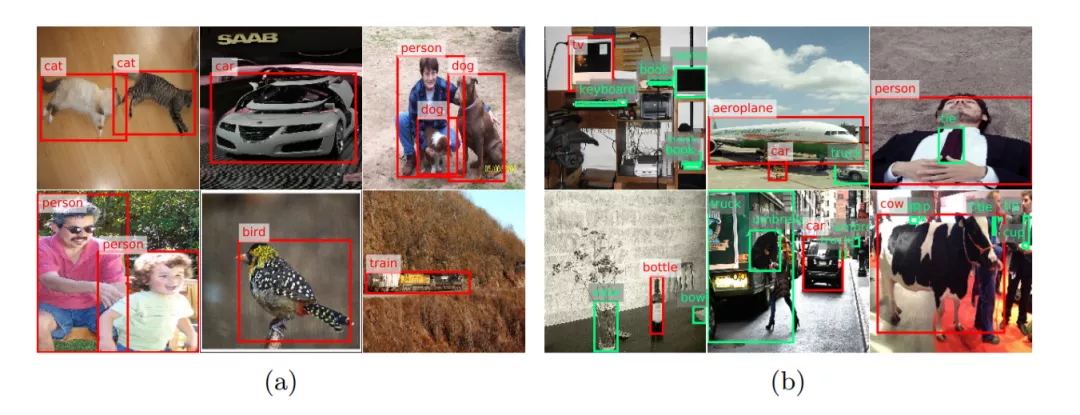 cat
cat
SAAB
car
person
dog
dog
person
person
bird
train
tv
book
keyboard
book
aeroplane
car
truck
person
tie
bottle
truck
car
cow
tie
cup
(a)
(b)